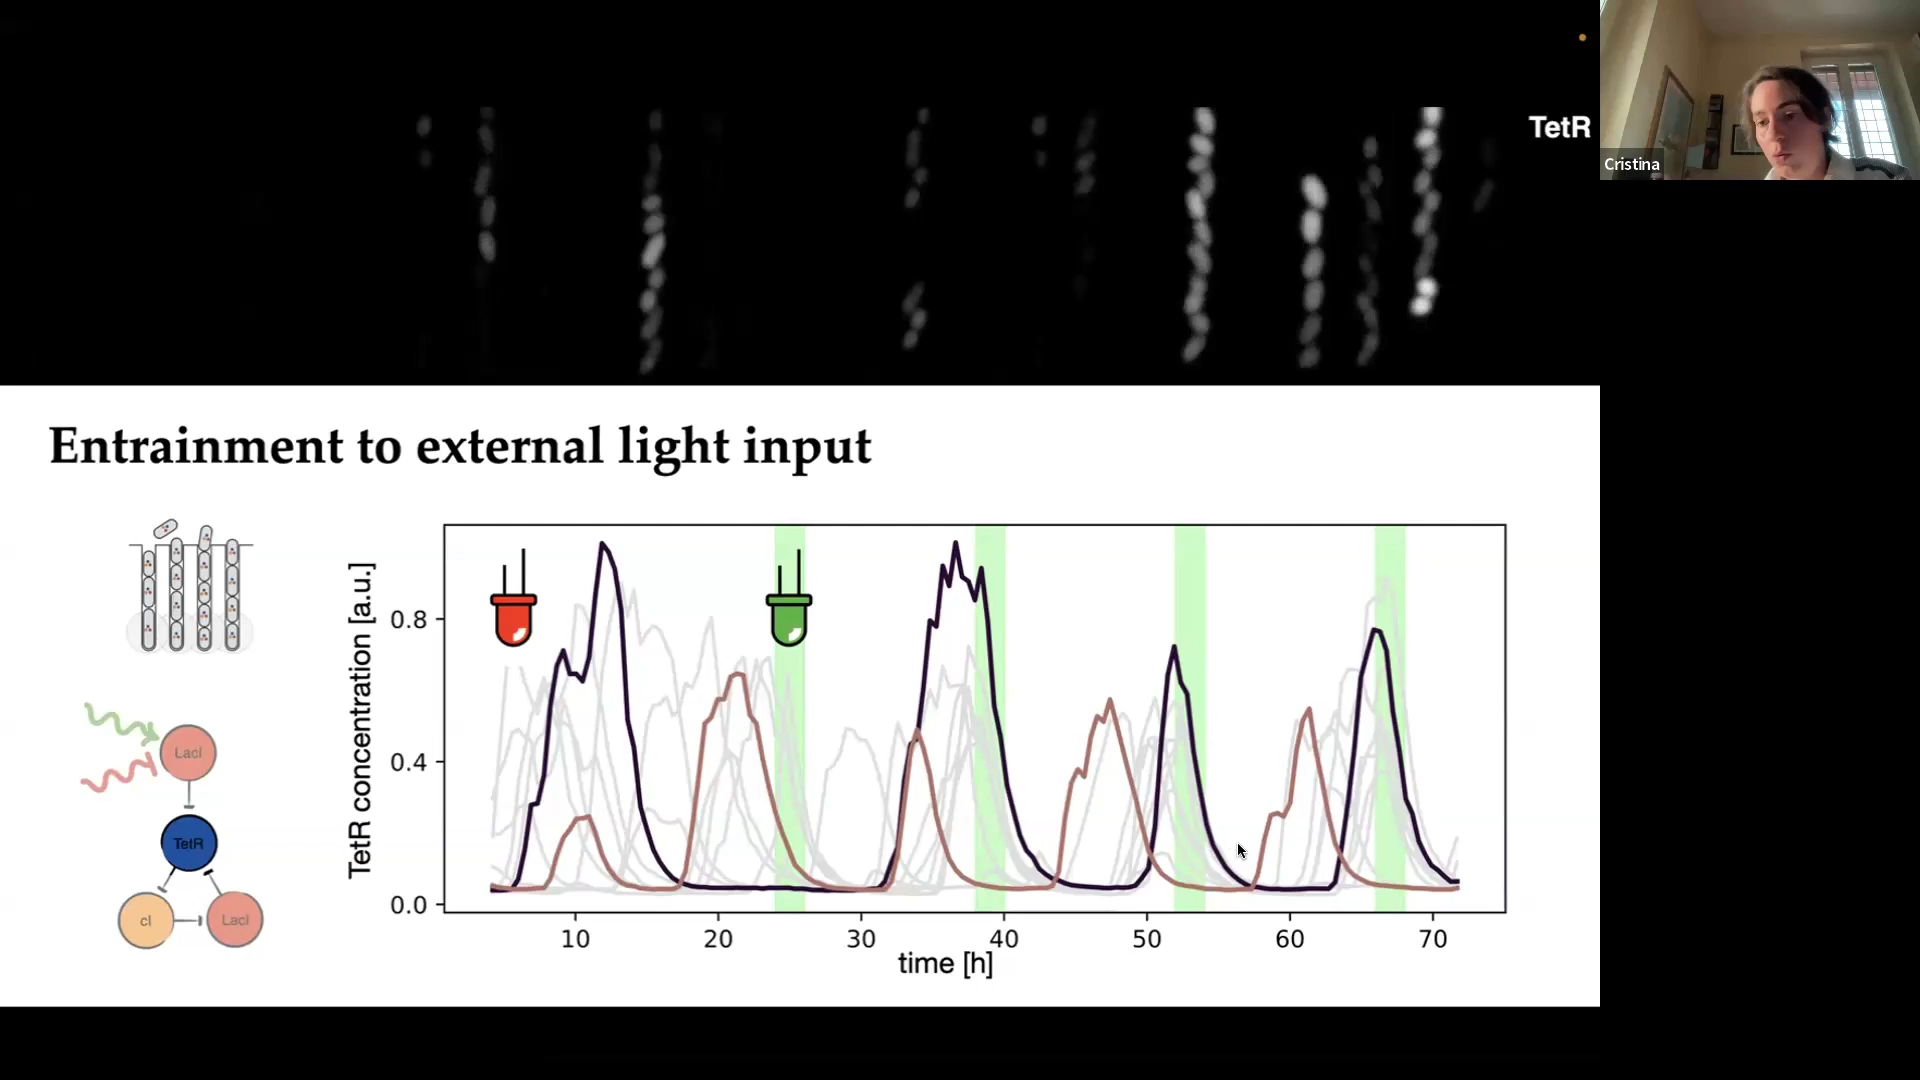 TetR
Cristina
Entrainment to external light input
TetR concentration [a.u.]
0.8
0.4
0.0
10 20 30 40 50 60 70
time [h]
LacI
TetR
cI
LacI